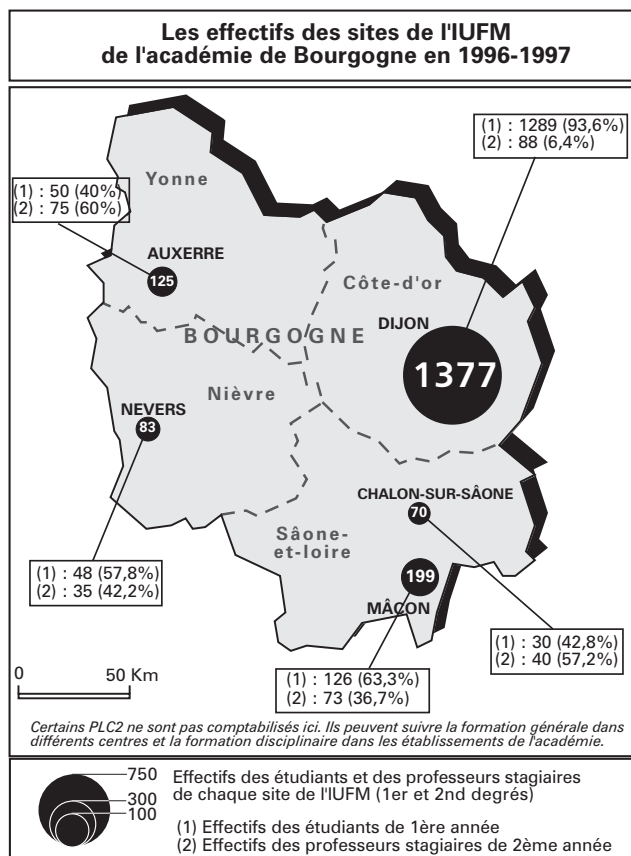 Les effectifs des sites de l'IUFM
de l'académie de Bourgogne en 1996-1997
(1) : 1289 (93,6%)
(2) : 88 (6,4%)
Yonne
(1) : 50 (40%)
(2) : 75 (60%)
AUXERRE
125
Côte-d'or
BOURGOGNE
DIJON
1377
Nièvre
NEVERS
83
CHALON-SUR-SÂONE
70
Sâone-
et-loire
199
MÂCON
(1) : 48 (57,8%)
(2) : 35 (42,2%)
(1) : 30 (42,8%)
(2) : 40 (57,2%)
(1) : 126 (63,3%)
(2) : 73 (36,7%)
0 50 Km
Certains PLC2 ne sont pas comptabilisés ici. Ils peuvent suivre la formation générale dans
différents centres et la formation disciplinaire dans les établissements de l'académie.
750
300
100
Effectifs des étudiants et des professeurs stagiaires
de chaque site de l'IUFM (1er et 2nd degrés)
(1) Effectifs des étudiants de 1ère année
(2) Effectifs des professeurs stagiaires de 2ème année